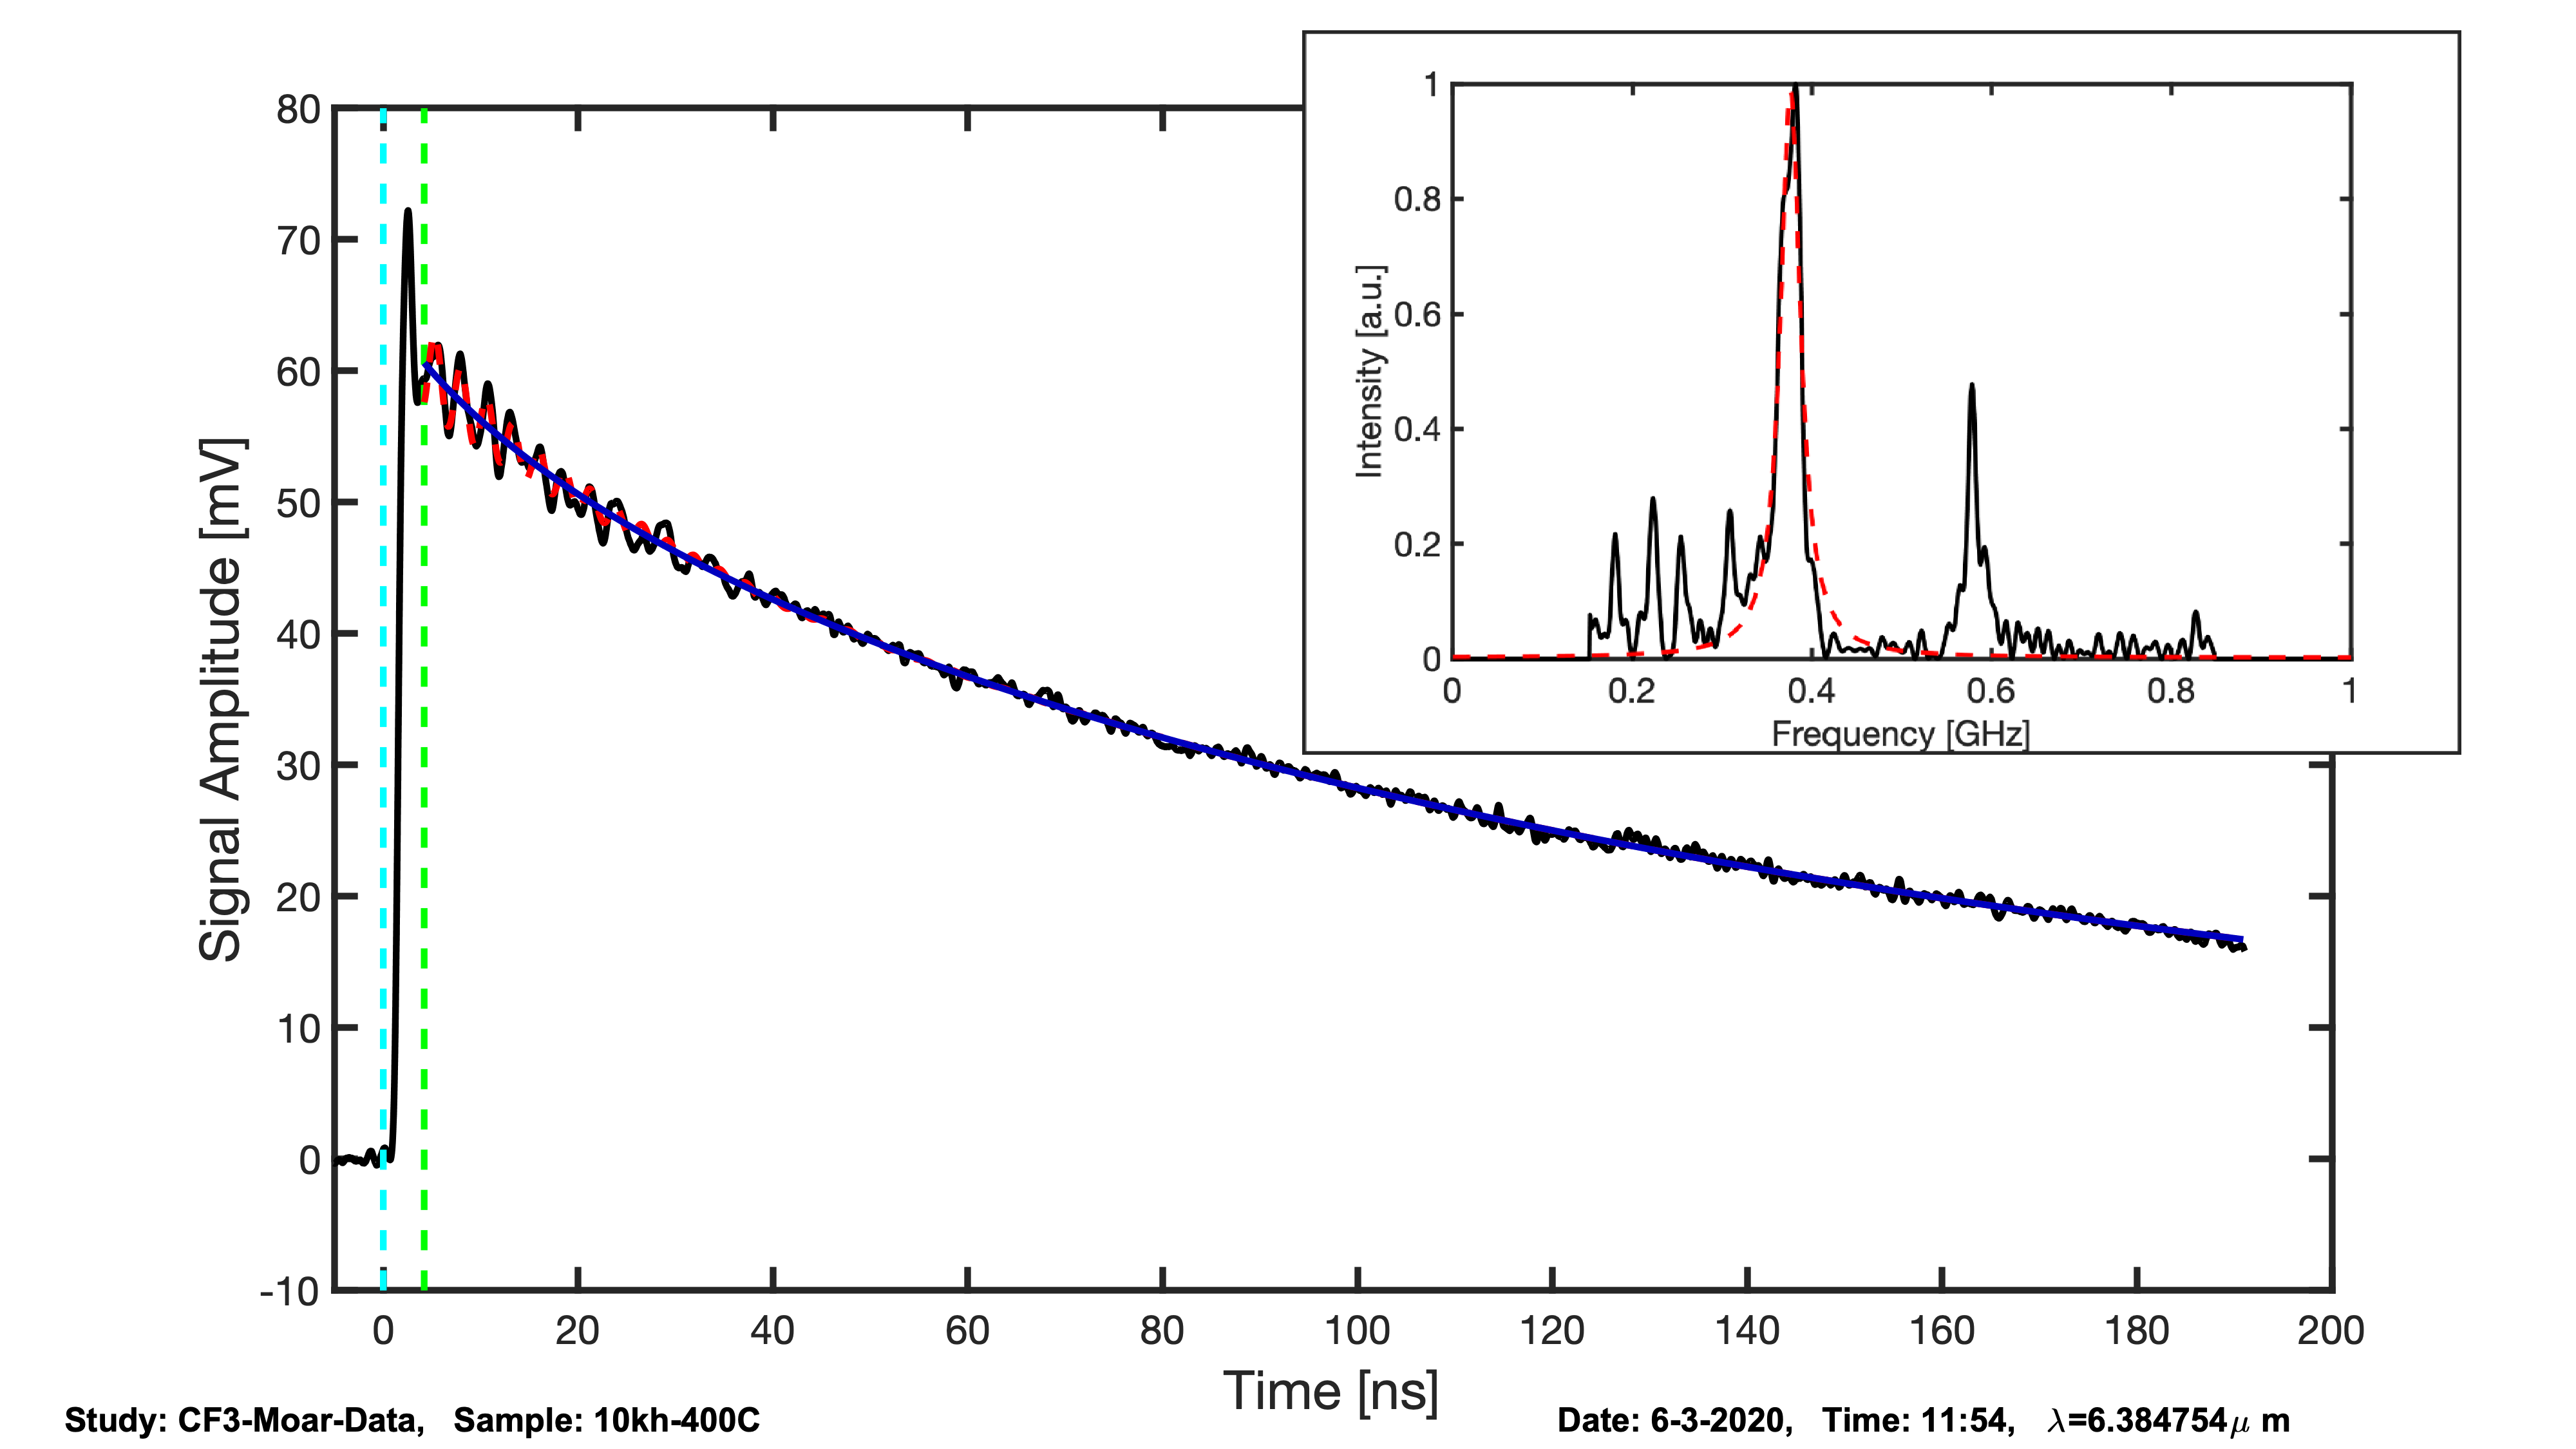 80
70
60
50
40
30
20
10
0
-10
Signal Amplitude [mV]
0 20 40 60 80 100 120 140 160 180 200
Time [ns]
1
0.8
0.6
0.4
0.2
0
Intensity [a.u.]
0 0.2 0.4 0.6 0.8 1
Frequency [GHz]
Study: CF3-Moar-Data, Sample: 10kh-400C
Date: 6-3-2020, Time: 11:54, λ=6.384754μ m